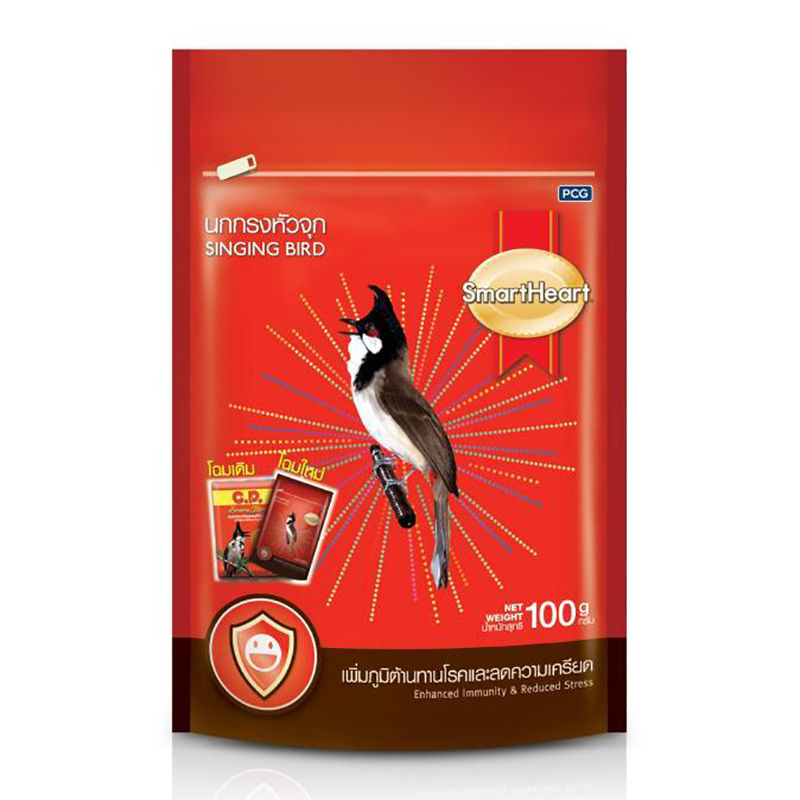 PCG
นกกรงหัวจุก
SINGING BIRD
SmartHeart
โฉมเดิม
โฉมใหม่
C.D.
NET
WEIGHT
น้ำหนักสุทธิ
100g
กรัม
เพิ่มภูมิต้านทานโรคและลดความเครียด
Enhanced Immunity & Reduced Stress